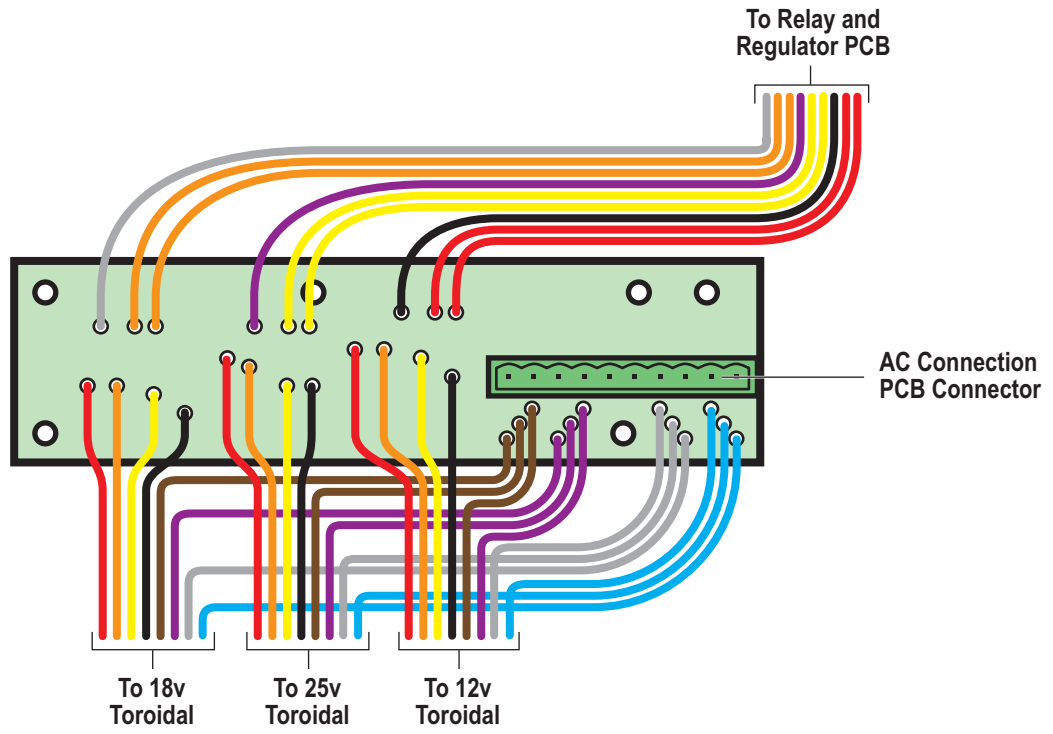 To Relay and
Regulator PCB
AC Connection
PCB Connector
To 18v
Toroidal
To 25v
Toroidal
To 12v
Toroidal